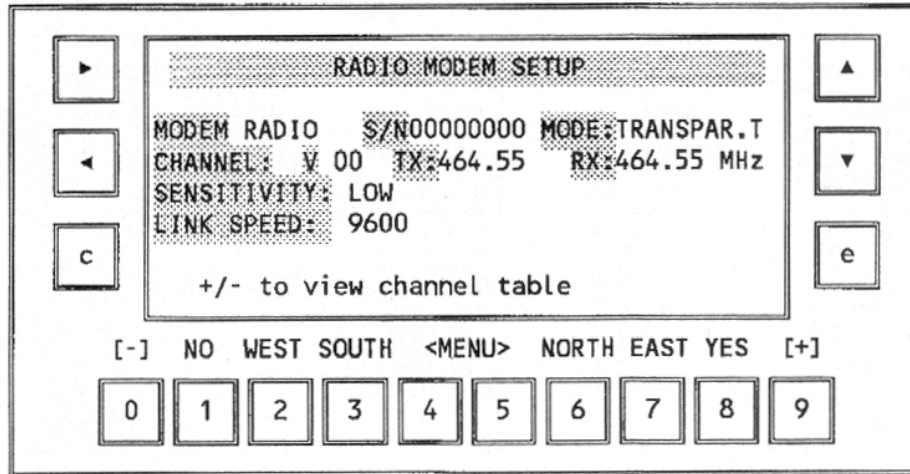 RADIO MODEM SETUP
MODEM RADIO S/N00000000 MODE:TRANSPAR.T
CHANNEL: V 00 TX:464.55 RX:464.55 MHz
SENSITIVITY: LOW
LINK SPEED: 9600
c
e
+/- to view channel table
[-] NO WEST SOUTH <MENU> NORTH EAST YES [+]
0 1 2 3 4 5 6 7 8 9